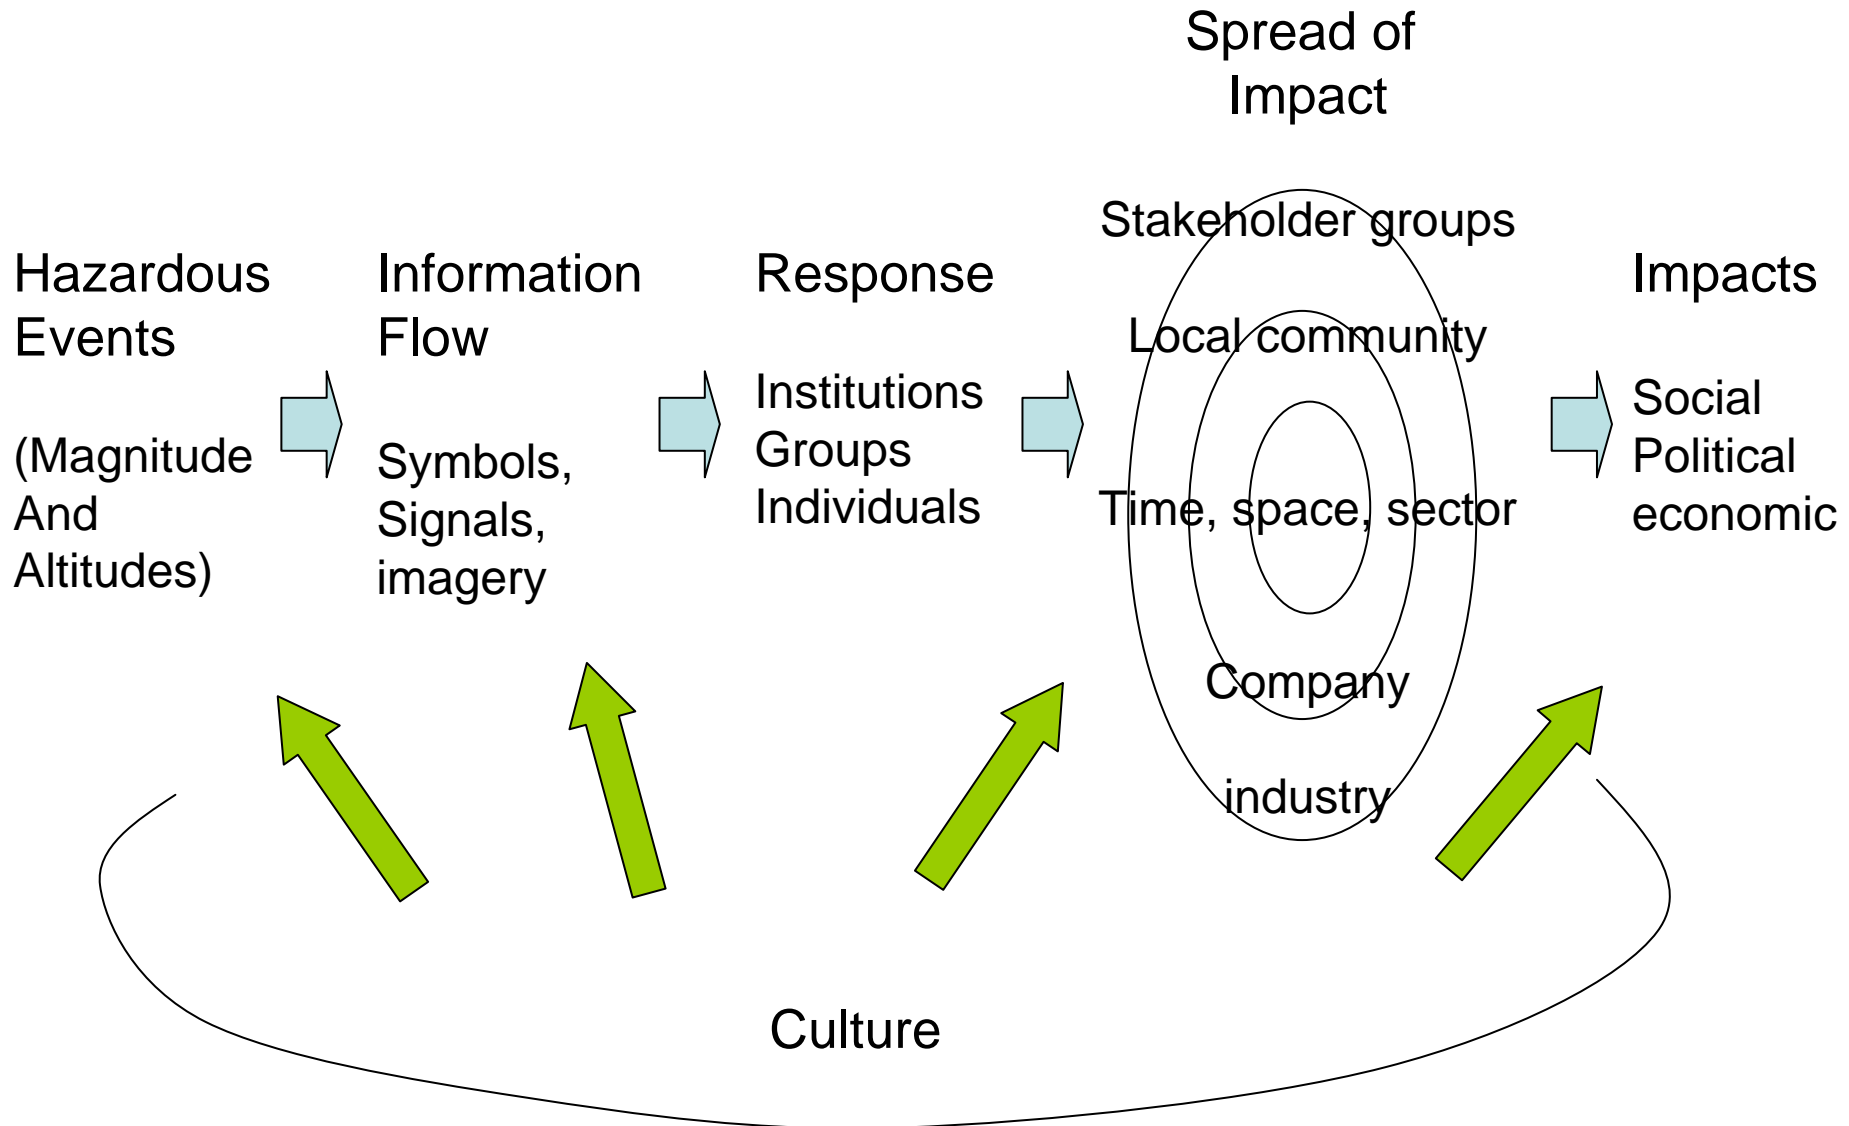 Spread of
Impact
Hazardous
Events
(Magnitude
And
Altitudes)
Information
Flow
Symbols,
Signals,
imagery
Response
Institutions
Groups
Individuals
Stakeholder groups
Local community
Time, space, sector
Company
industry
Impacts
Social
Political
economic
Culture